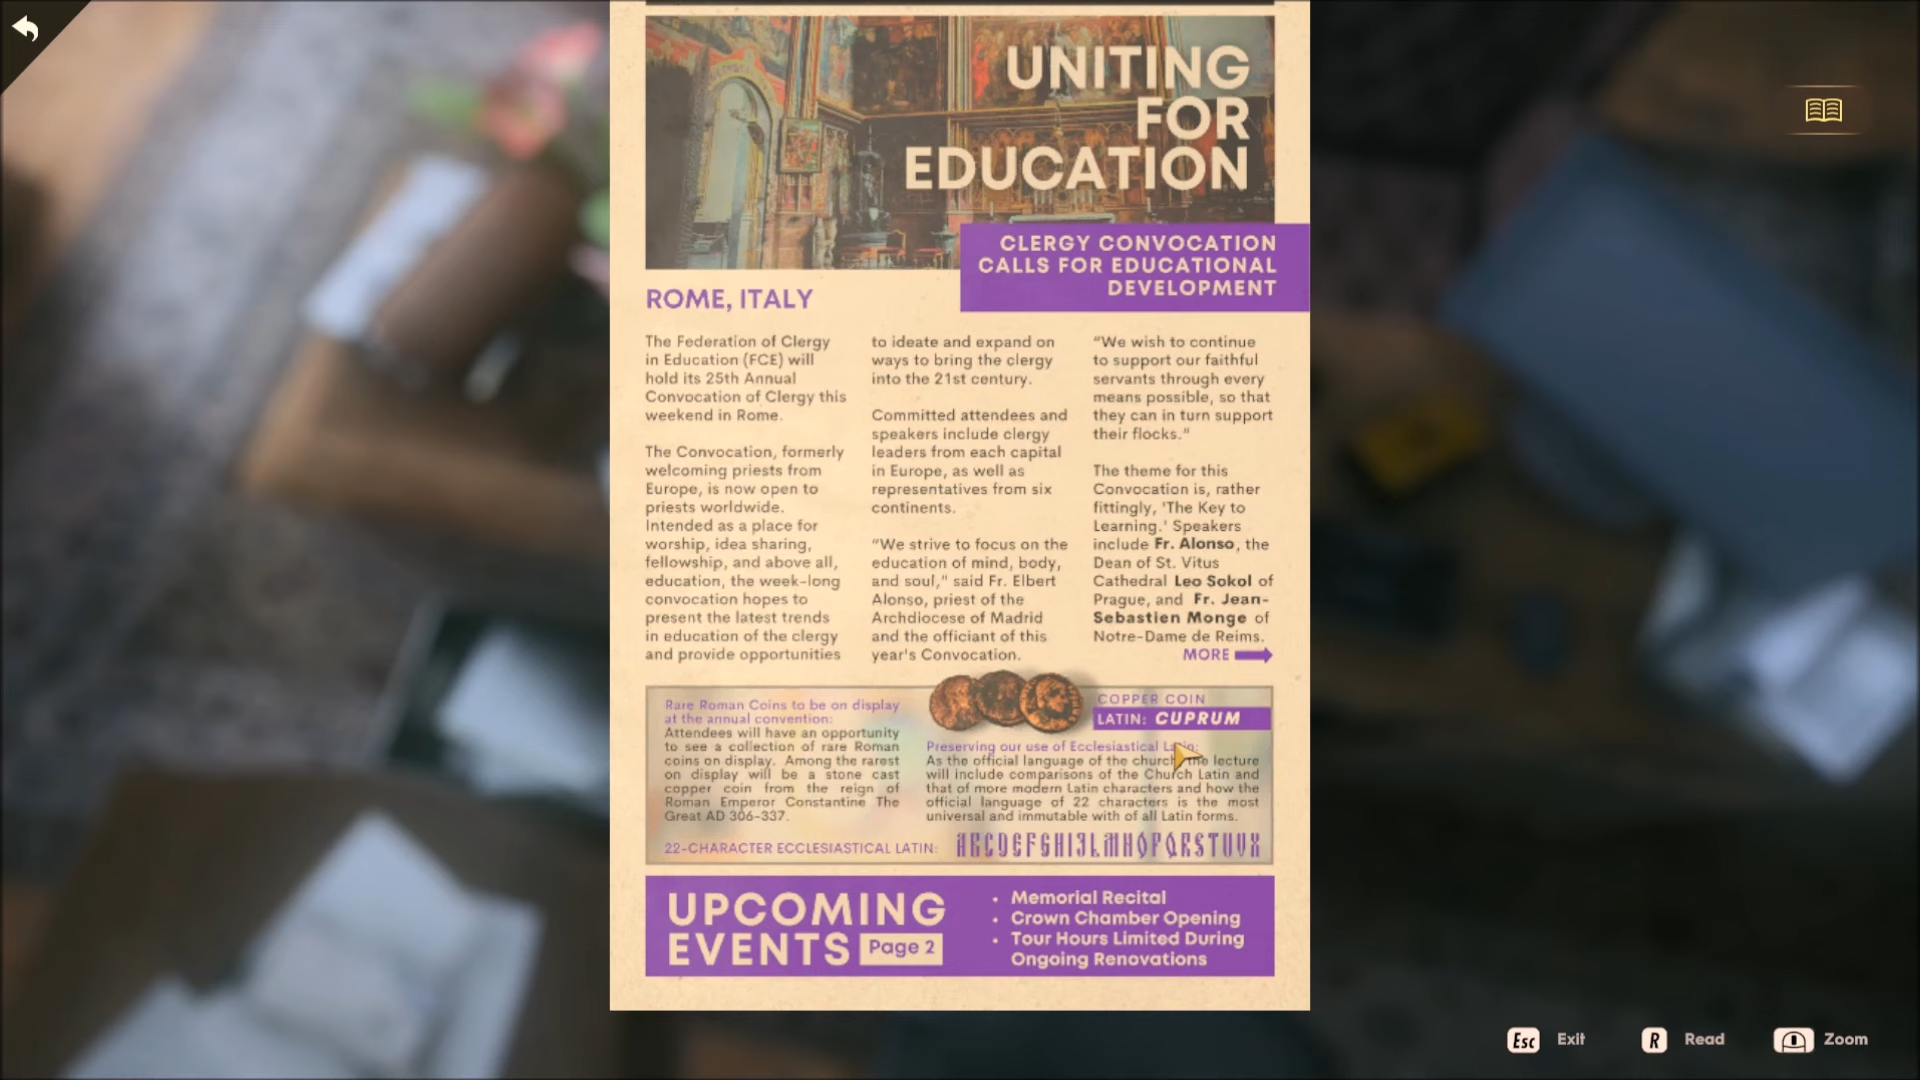 UNITING
FOR
EDUCATION
CLERGY CONVOCATION
CALLS FOR EDUCATIONAL
DEVELOPMENT
ROME, ITALY
The Federation of Clergy
in Education (FCE) will
hold its 25th Annual
Convocation of Clergy this
weekend in Rome.
The Convocation, formerly
welcoming priests from
Europe, is now open to
priests worldwide.
Intended as a place for
worship, idea sharing,
fellowship, and above all,
education, the week-long
convocation hopes to
present the latest trends
in education of the clergy
and provide opportunities
to ideate and expand on
ways to bring the clergy
into the 21st century.
Committed attendees and
speakers include clergy
leaders from each capital
in Europe, as well as
representatives from six
continents.
"We strive to focus on the
education of mind, body,
and soul," said Fr. Elbert
Alonso, priest of the
Archdiocese of Madrid
and the officiant of this
year's Convocation.
"We wish to continue
to support our faithful
servants through every
means possible, so that
they can in turn support
their flocks."
The theme for this
Convocation is, rather
fittingly, 'The Key to
Learning.' Speakers
include Fr. Alonso, the
Dean of St. Vitus
Cathedral Leo Sokol of
Prague, and Fr. Jean-
Sebastien Monge of
Notre-Dame de Reims.
MORE
Rare Roman Coins to be on display
at the annual convention:
Attendees will have an opportunity
to see a collection of rare Roman
coins on display. Among the rarest
on display will be a stone cast
copper coin from the reign of
Roman Emperor Constantine The
Great AD 306-337.
COPPER COIN
LATIN: CUPRUM
Preserving our use of Ecclesiastical Latin:
As the official language of the church, the lecture
will include comparisons of the Church Latin and
that of more modern Latin characters and how the
official language of 22 characters is the most
universal and immutable with of all Latin forms.
22-CHARACTER ECCLESIASTICAL LATIN: ABCDEFGHIJLMNOPQRSTUVX
UPCOMING
EVENTS Page 2
• Memorial Recital
• Crown Chamber Opening
• Tour Hours Limited During
Ongoing Renovations
Esc Exit R Read Zoom